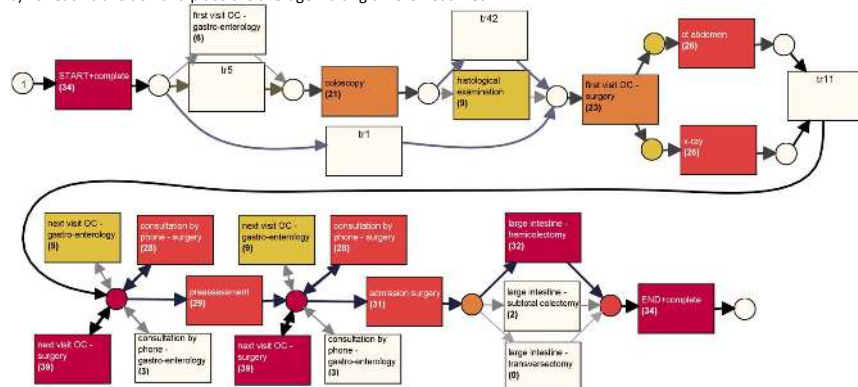 first visit OC -
gastro-enterology
(6)
tr42
ct abdomen
(26)
START+complete
(34)
tr5
coloscopy
(21)
histological
examination
(9)
first visit OC -
surgery
(23)
tr11
tr1
x-ray
(26)
next visit OC -
gastro-enterology
(9)
consultation by
phone - surgery
(28)
next visit OC -
gastro-enterology
(9)
consultation by
phone - surgery
(28)
large intestine -
hemicolectomy
(32)
preassessment
(29)
admission surgery
(31)
large intestine -
subtotal colectomy
(2)
END+complete
(34)
next visit OC -
surgery
(39)
consultation by
phone -
gastro-enterology
(3)
next visit OC -
surgery
(39)
consultation by
phone -
gastro-enterology
(3)
large intestine -
transversectomy
(0)